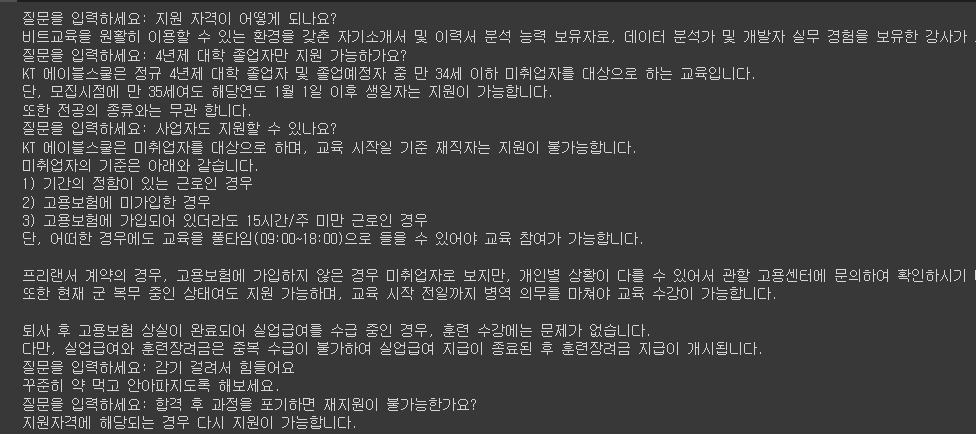 질문을 입력하세요: 지원 자격이 어떻게 되나요?
비트교육을 원활히 이용할 수 있는 환경을 갖춘 자기소개서 및 이력서 분석 능력 보유자로, 데이터 분석가 및 개발자 실무 경험을 보유한 강사가
질문을 입력하세요: 4년제 대학 졸업자만 지원 가능하가요?
KT 에이블스쿨은 정규 4년제 대학 졸업자 및 졸업예정자 중 만 34세 이하 미취업자를 대상으로 하는 교육입니다.
단, 모집시점에 만 35세여도 해당연도 1월 1일 이후 생일자는 지원이 가능합니다.
또한 전공의 종류와는 무관 합니다.
질문을 입력하세요: 사업자도 지원할 수 있나요?
KT 에이블스쿨은 미취업자를 대상으로 하며, 교육 시작일 기준 재직자는 지원이 불가능합니다.
미취업자의 기준은 아래와 같습니다.
1) 기간의 정함이 있는 근로인 경우
2) 고용보험에 미가입한 경우
3) 고용보험에 가입되어 있더라도 15시간/주 미만 근로인 경우
단, 어떠한 경우에도 교육을 풀타임(09:00~18:00)으로 들을 수 있어야 교육 참여가 가능합니다.
프리랜서 계약의 경우, 고용보험에 가입하지 않은 경우 미취업자로 보지만, 개인별 상황이 다를 수 있어서 관할 고용센터에 문의하여 확인하시기
또한 현재 군 복무 중인 상태여도 지원 가능하며, 교육 시작 전일까지 병역 의무를 마쳐야 교육 수강이 가능합니다.
퇴사 후 고용보험 상실이 완료되어 실업급여를 수급 중인 경우, 훈련 수강에는 문제가 없습니다.
다만, 실업급여와 훈련장려금은 중복 수급이 불가하여 실업급여 지급이 종료된 후 훈련장려금 지급이 개시됩니다.
질문을 입력하세요: 감기 걸려서 힘들어요
꾸준히 약 먹고 안아파지도록 해보세요.
질문을 입력하세요: 합격 후 과정을 포기하면 재지원이 불가능한가요?
지원자격에 해당되는 경우 다시 지원이 가능합니다.